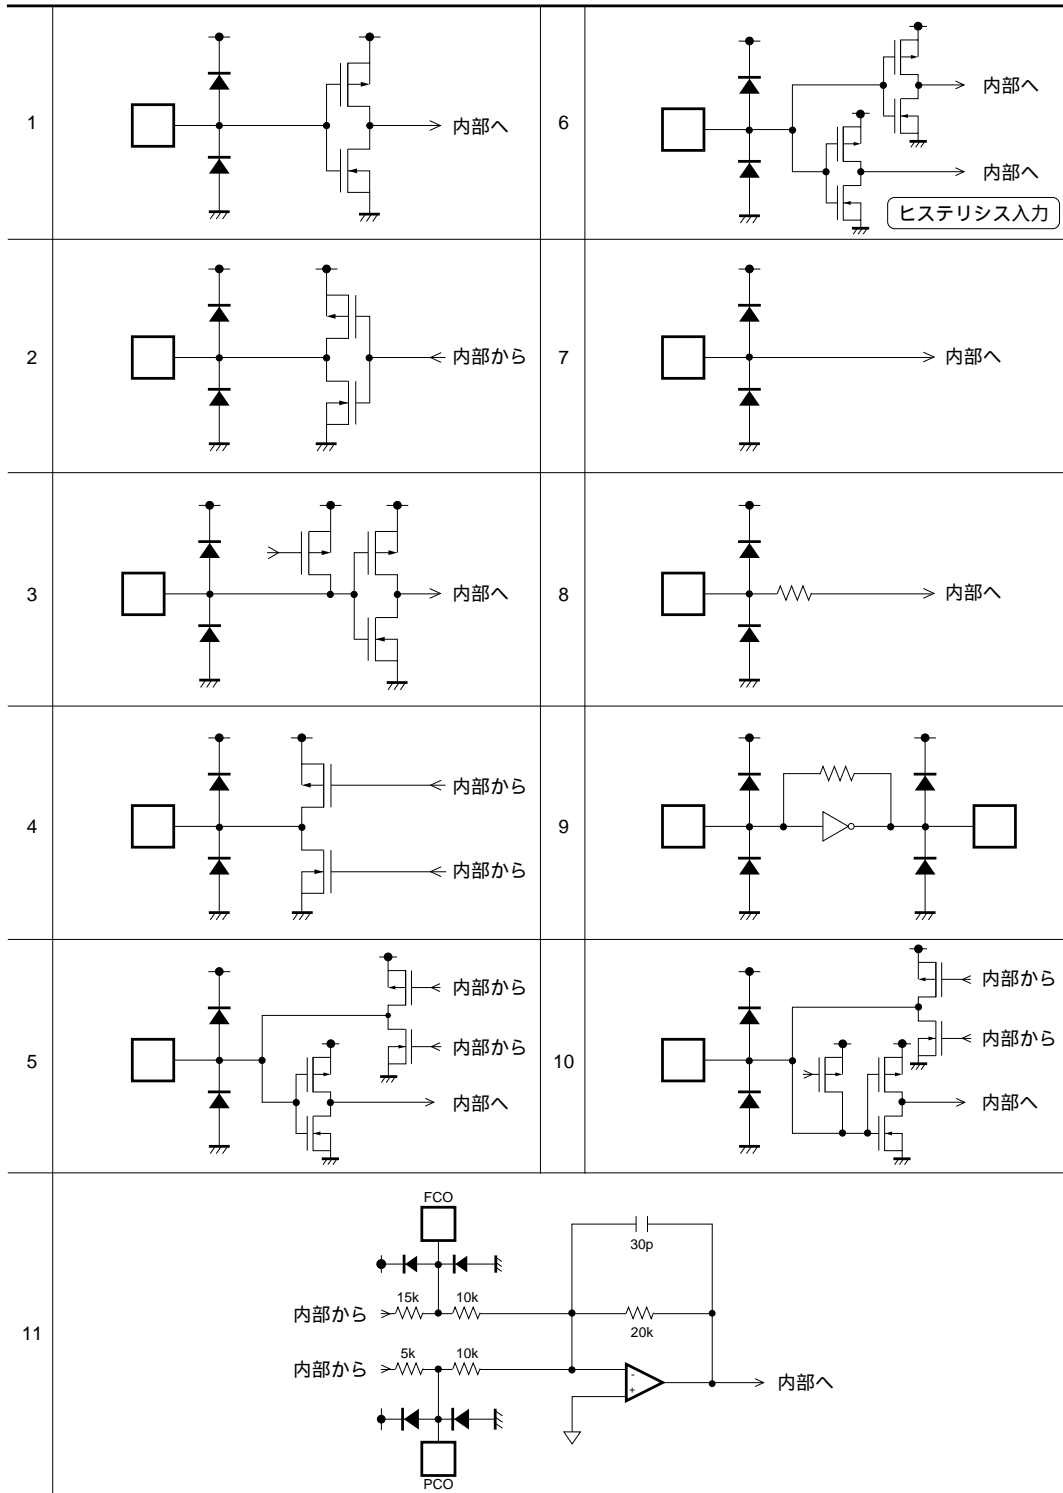 1
内部へ
6
内部へ
内部へ
ヒステリシス入力
2
内部から
7
内部へ
3
内部へ
8
内部へ
4
内部から
内部から
9
5
内部から
内部から
内部へ
10
内部から
内部から
内部へ
11
FCO
30p
内部から
15k
10k
20k
内部から
5k
10k
-
+
内部へ
PCO